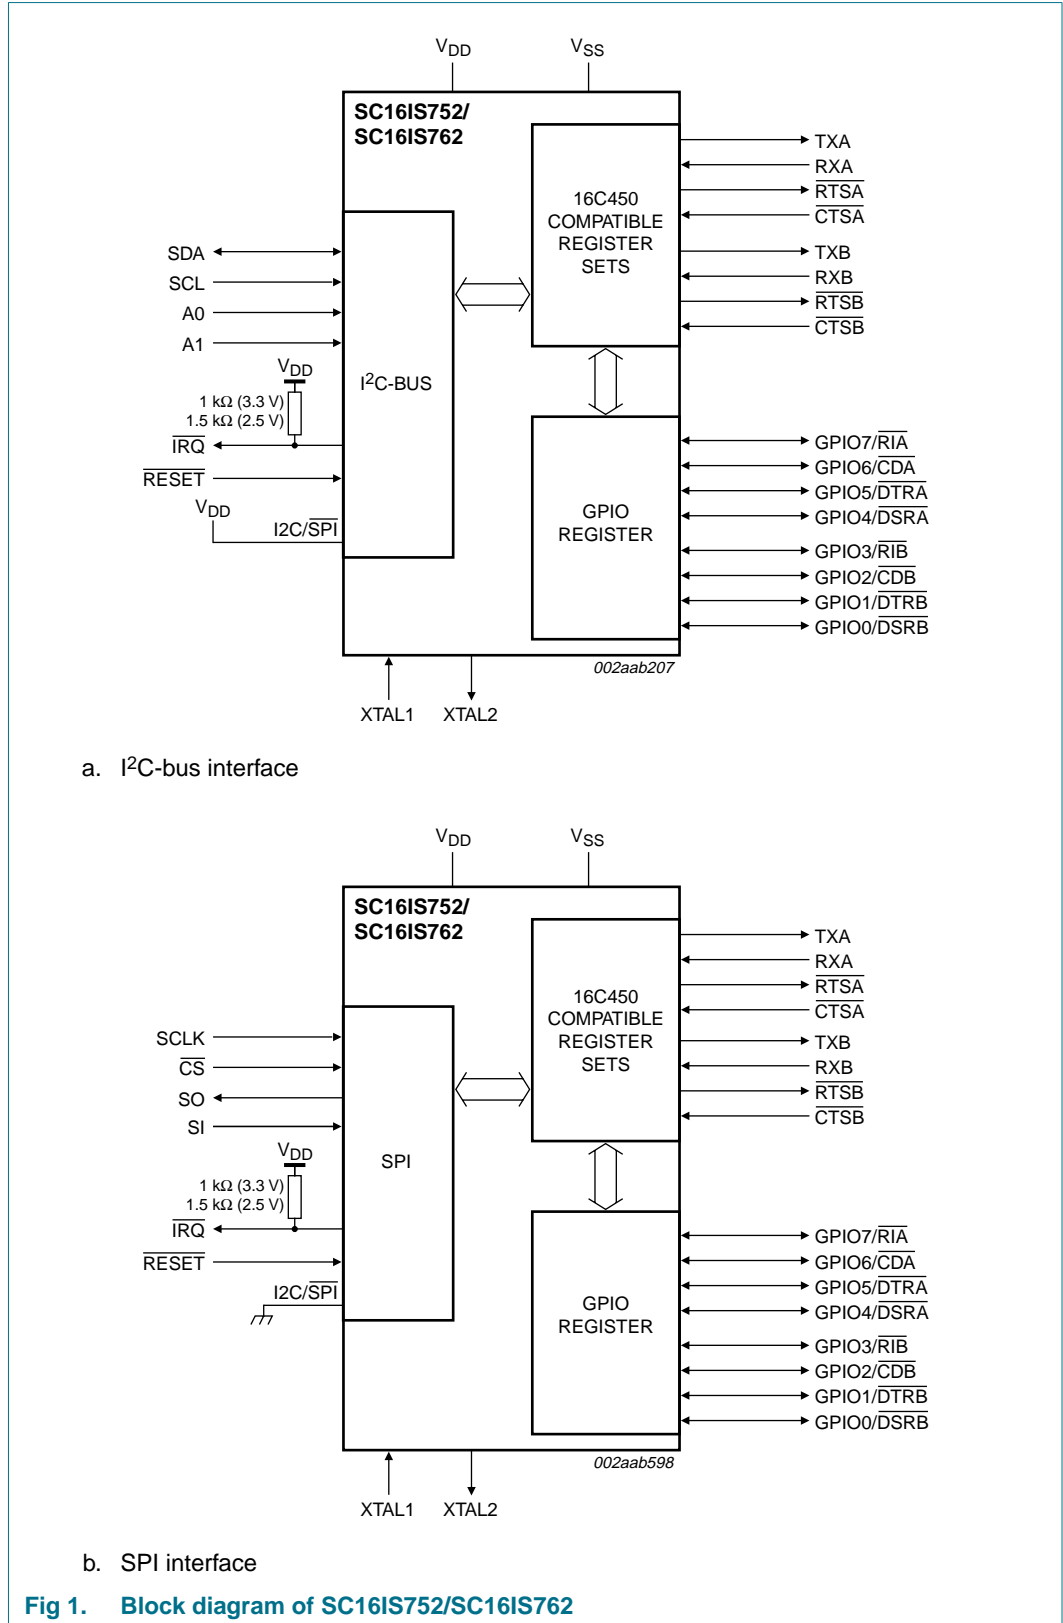 VDD
VSS
SC16IS752/
SC16IS762
16C450
COMPATIBLE
REGISTER
SETS
TXA
RXA
RTSA
CTSA
TXB
RXB
RTSB
CTSB
SDA
SCL
A0
A1
VDD
1 kΩ (3.3 V)
1.5 kΩ (2.5 V)
IRQ
RESET
VDD
I2C/SPI
I²C-BUS
GPIO
REGISTER
GPIO7/RIA
GPIO6/CDA
GPIO5/DTRA
GPIO4/DSRA
GPIO3/RIB
GPIO2/CDB
GPIO1/DTRB
GPIO0/DSRB
002aab207
XTAL1
XTAL2
a. I²C-bus interface
VDD
VSS
SC16IS752/
SC16IS762
16C450
COMPATIBLE
REGISTER
SETS
TXA
RXA
RTSA
CTSA
TXB
RXB
RTSB
CTSB
SCLK
CS
SO
SI
VDD
1 kΩ (3.3 V)
1.5 kΩ (2.5 V)
IRQ
RESET
I2C/SPI
SPI
GPIO
REGISTER
GPIO7/RIA
GPIO6/CDA
GPIO5/DTRA
GPIO4/DSRA
GPIO3/RIB
GPIO2/CDB
GPIO1/DTRB
GPIO0/DSRB
002aab598
XTAL1
XTAL2
b. SPI interface
Fig 1. Block diagram of SC16IS752/SC16IS762